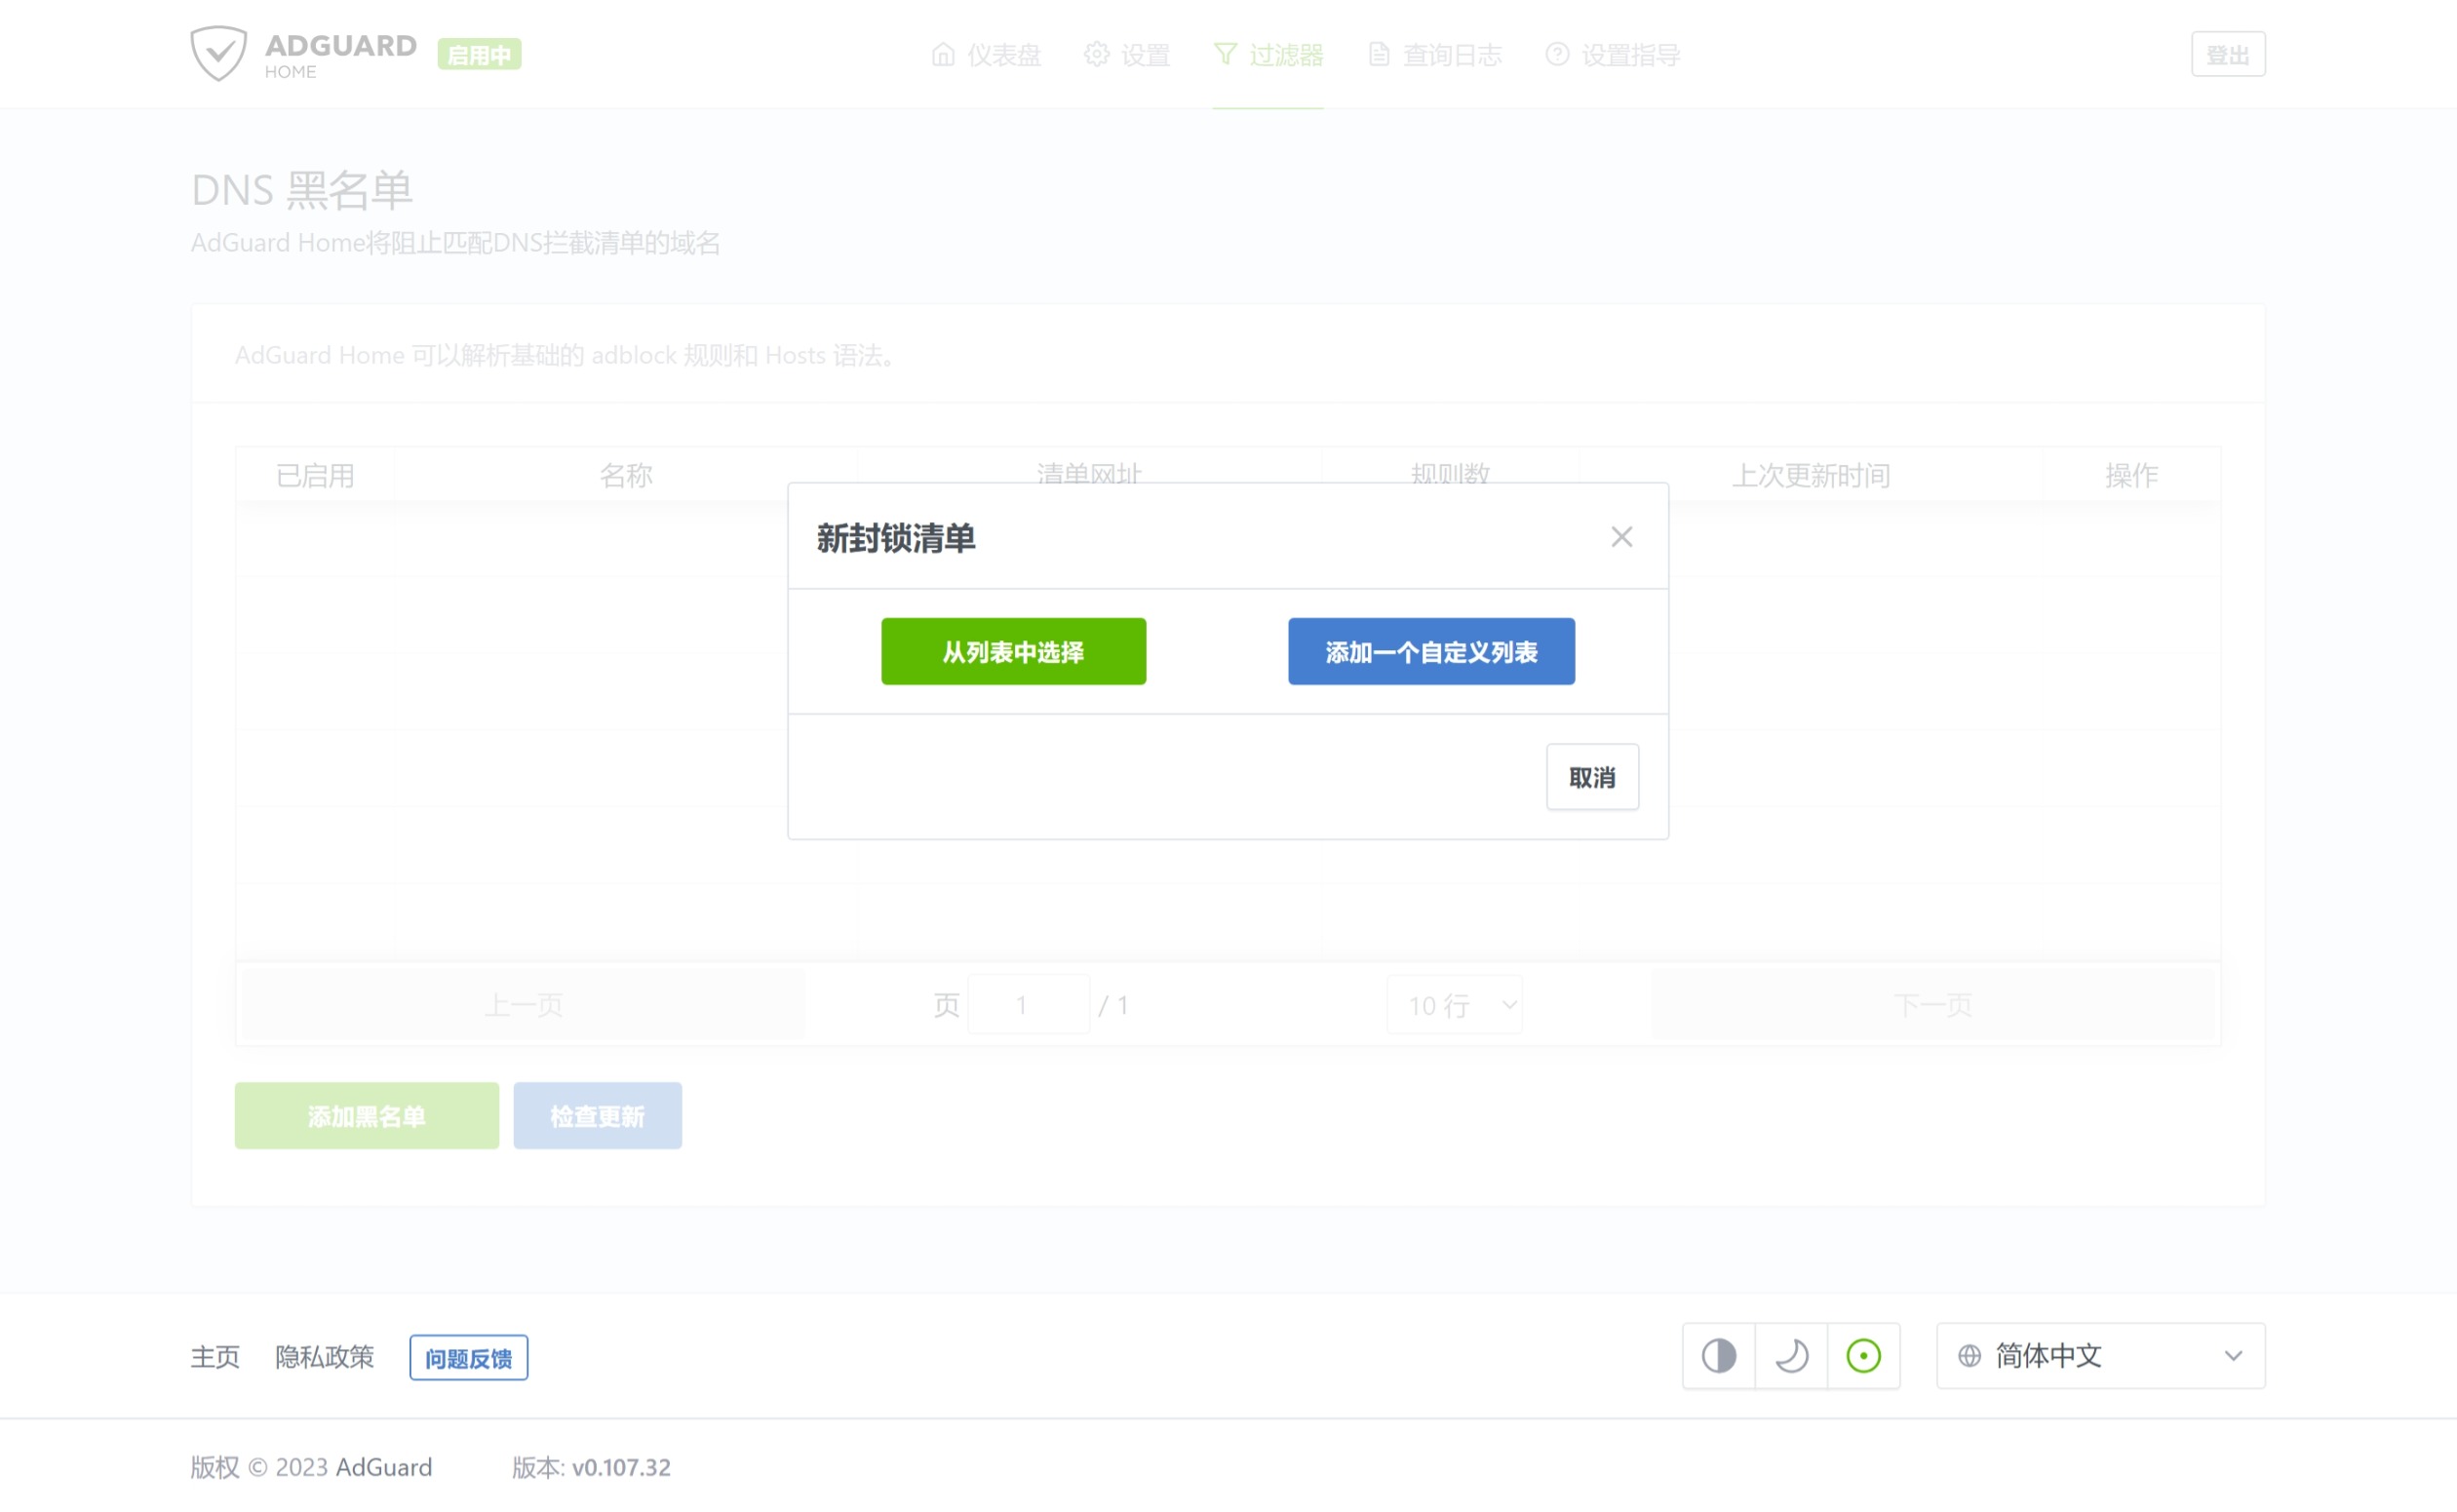 ADGUARD
HOME
启用中
仪表盘
设置
过滤器
查询日志
设置指导
登出
DNS 黑名单
AdGuard Home将阻止匹配DNS拦截清单的域名
AdGuard Home 可以解析基础的 adblock 规则和 Hosts 语法。
已启用 名称 清单网址 规则数 上次更新时间 操作
新封锁清单
从列表中选择 添加一个自定义列表
取消
上一页 页 1 / 1 10 行 下一页
添加黑名单 检查更新
主页 隐私政策 问题反馈 简体中文
版权 © 2023 AdGuard 版本: v0.107.32